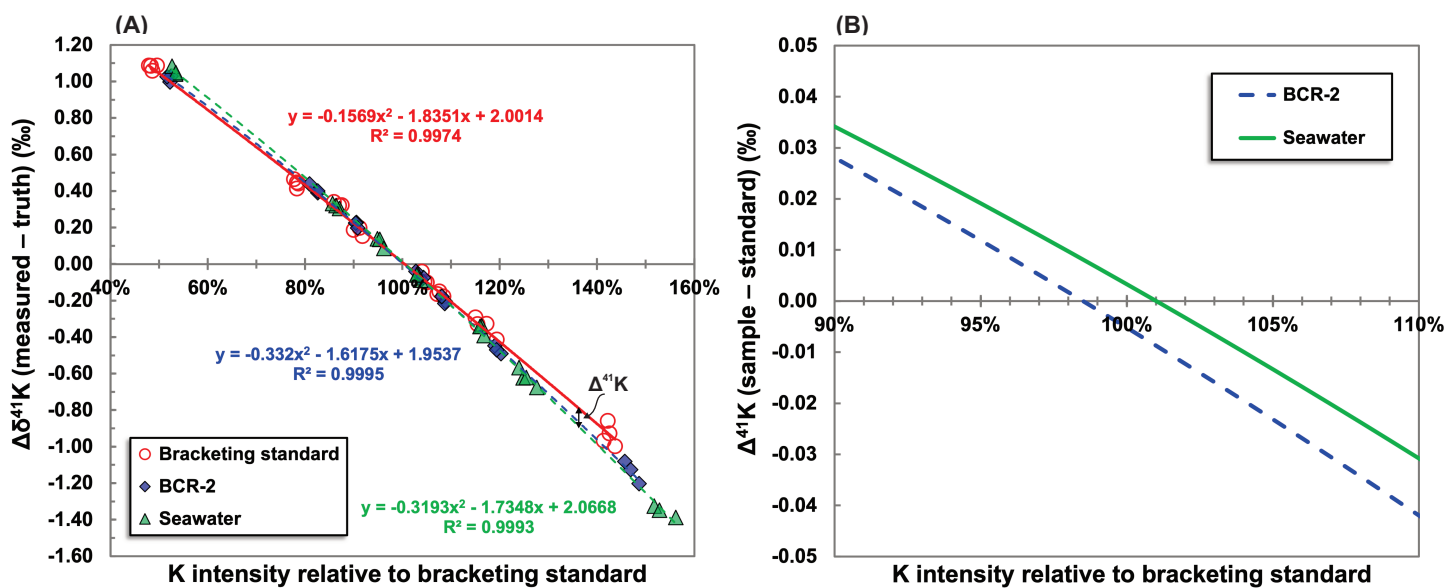 (A)
1.20
1.00
0.80
0.60
0.40
0.20
0.00
-0.20
-0.40
-0.60
-0.80
-1.00
-1.20
-1.40
-1.60
Δδ⁴¹K (measured – truth) (‰)
40% 60% 80% 100% 120% 140% 160%
y = -0.1569x² - 1.8351x + 2.0014
R² = 0.9974
y = -0.332x² - 1.6175x + 1.9537
R² = 0.9995
Δ⁴¹K
Bracketing standard
BCR-2
Seawater
y = -0.3193x² - 1.7348x + 2.0668
R² = 0.9993
K intensity relative to bracketing standard
(B)
0.05
0.04
0.03
0.02
0.01
0.00
-0.01
-0.02
-0.03
-0.04
-0.05
Δ⁴¹K (sample – standard) (‰)
BCR-2
Seawater
90% 95% 100% 105% 110%
K intensity relative to bracketing standard